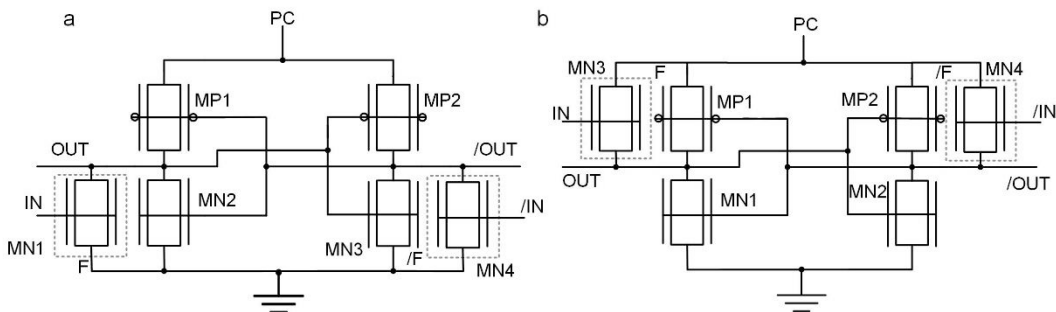 a
PC
MP1
MP2
OUT
/OUT
IN
MN2
/IN
MN1
F
MN3
/F
MN4
b
PC
MN3
F
/F
MN4
MP1
MP2
IN
/IN
OUT
/OUT
MN1
MN2